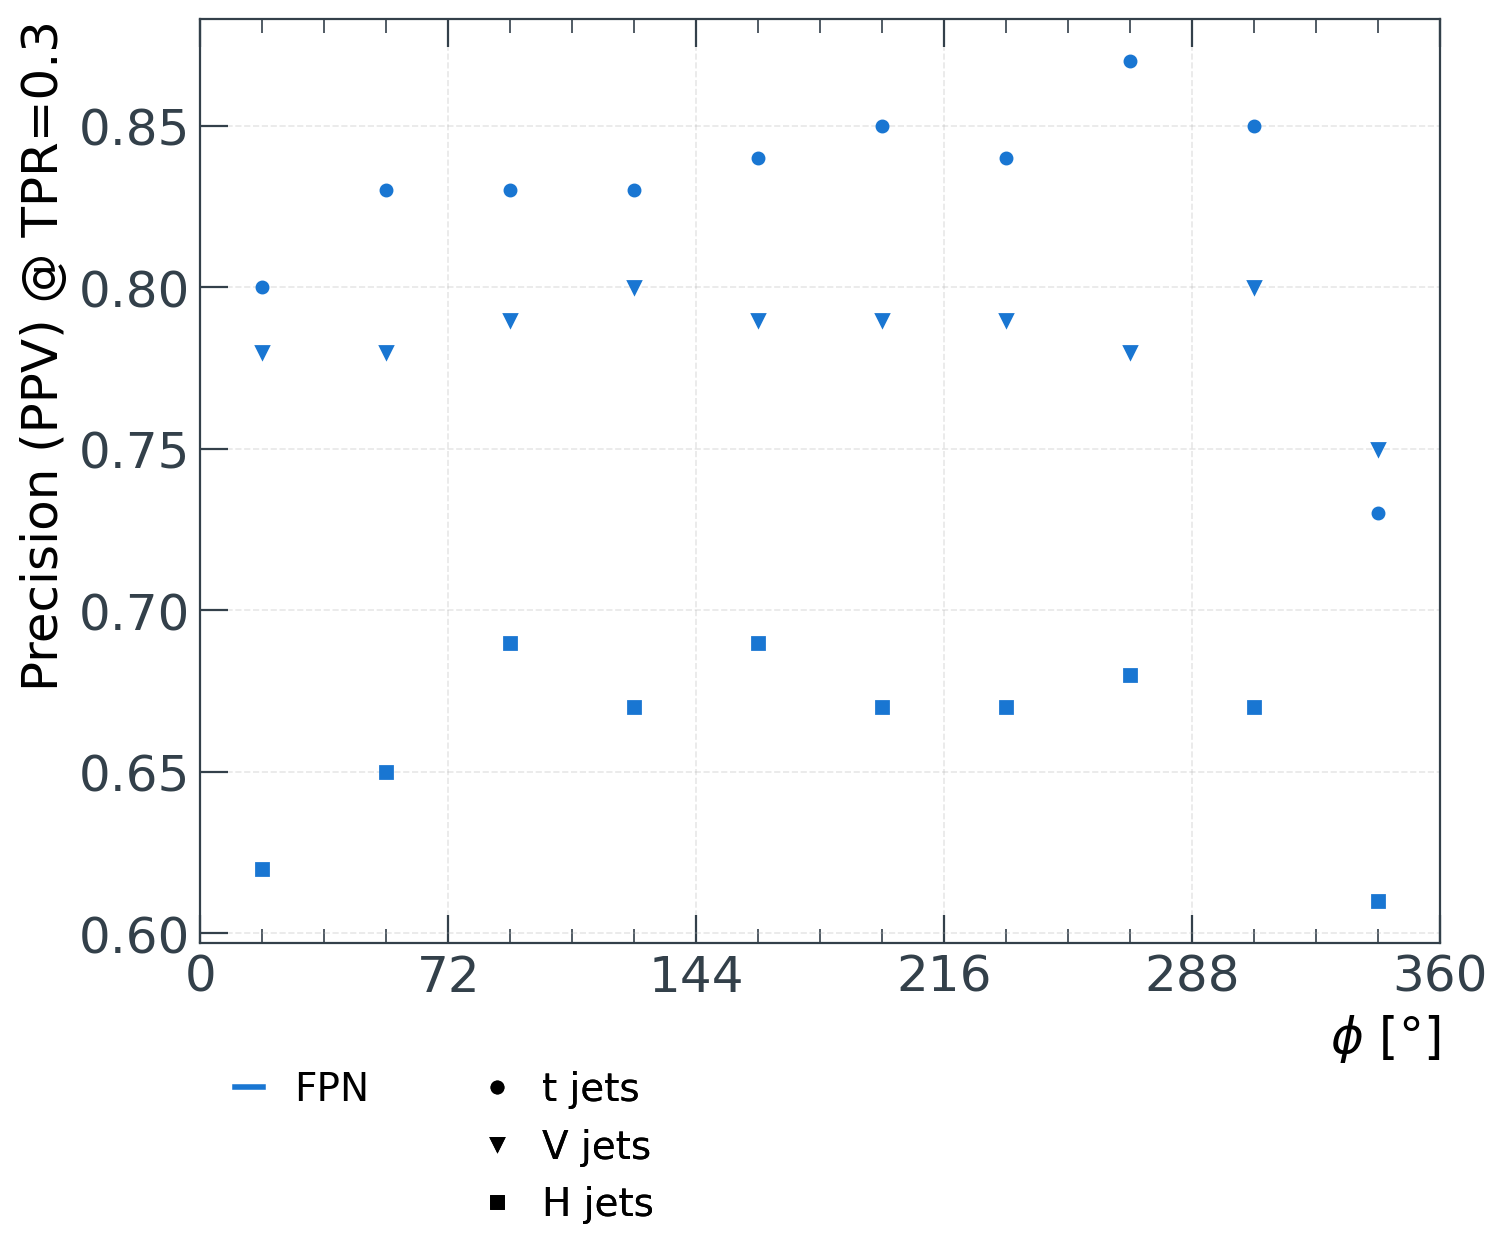 Precision (PPV) @ TPR=0.3
0.85
0.80
0.75
0.70
0.65
0.60
0 72 144 216 288 360
ϕ [°]
FPN
t jets
V jets
H jets